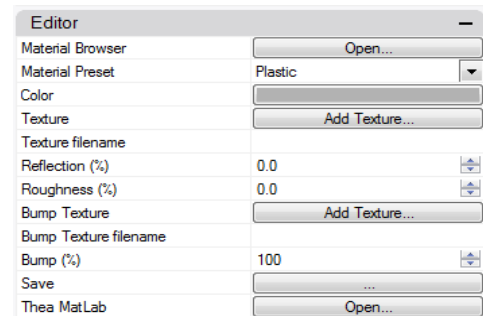 Editor
Material Browser Open...
Material Preset Plastic
Color
Texture Add Texture...
Texture filename
Reflection (%) 0.0
Roughness (%) 0.0
Bump Texture Add Texture...
Bump Texture filename
Bump (%) 100
Save ...
Thea MatLab Open...